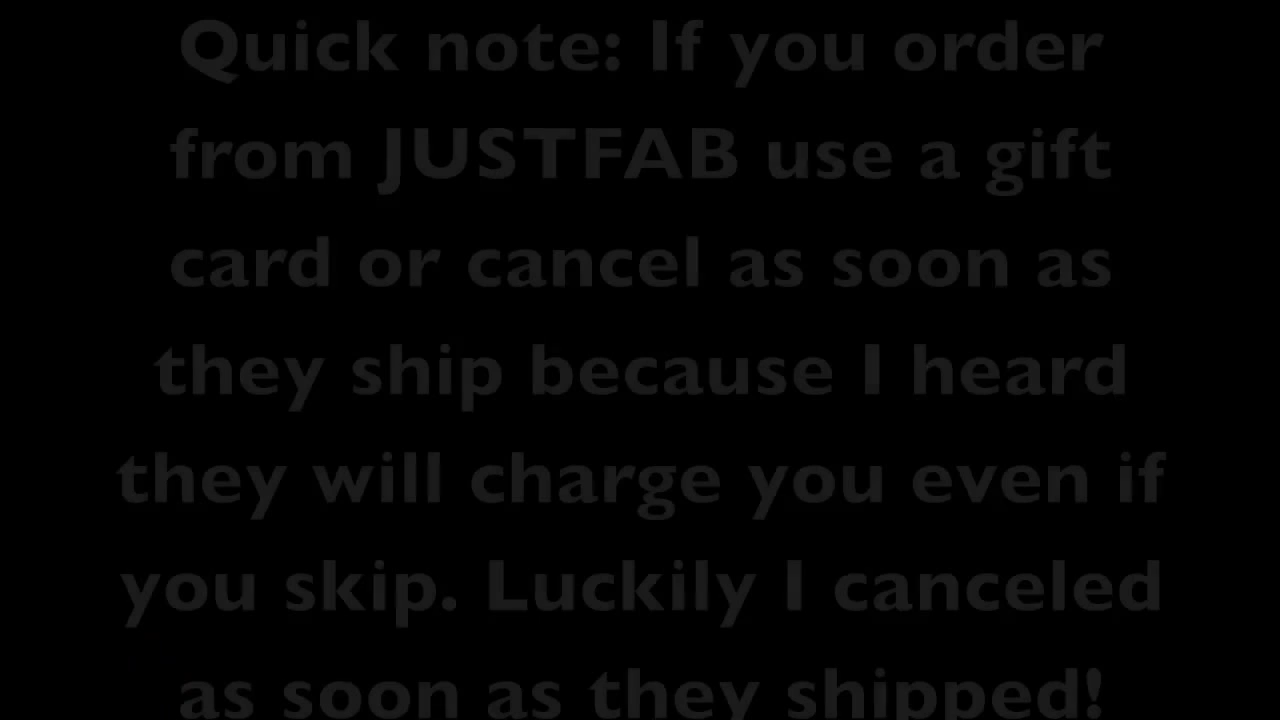 Quick note: If you order
from JUSTFAB use a gift
card or cancel as soon as
they ship because I heard
they will charge you even if
you skip. Luckily I canceled
as soon as they shipped!